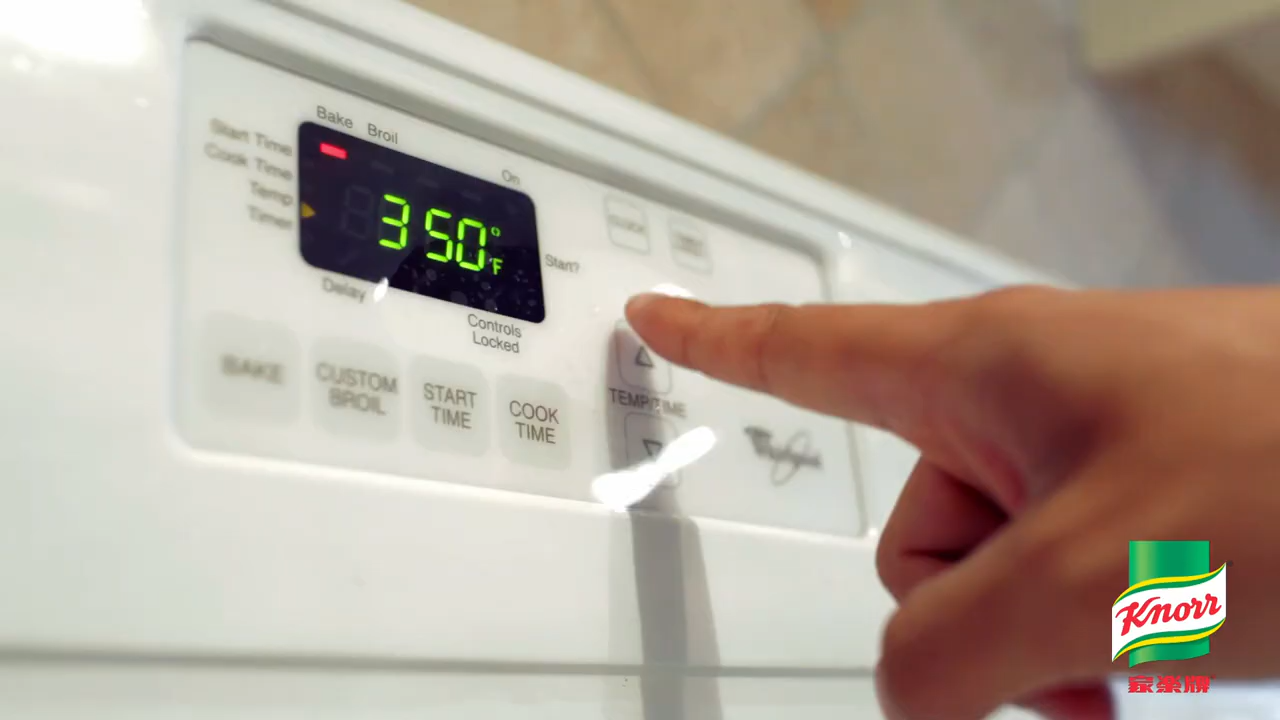 Bake Broil
On
Start Time
Cook Time
Temp
Timer
350°F
Start?
Delay
Controls
Locked
BAKE
CUSTOM
BROIL
START
TIME
COOK
TIME
TEMP/TIME
Whirlpool
Knorr
家樂牌